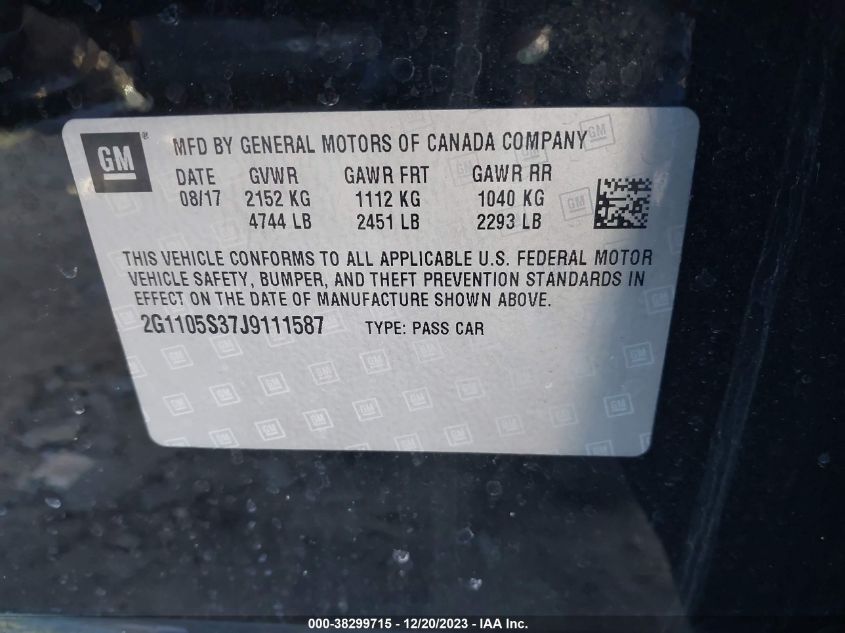 GM ® MFD BY GENERAL MOTORS OF CANADA COMPANY
DATE GVWR GAWR FRT GAWR RR
08/17 2152 KG 1112 KG 1040 KG
4744 LB 2451 LB 2293 LB
THIS VEHICLE CONFORMS TO ALL APPLICABLE U.S. FEDERAL MOTOR
VEHICLE SAFETY, BUMPER, AND THEFT PREVENTION STANDARDS IN
EFFECT ON THE DATE OF MANUFACTURE SHOWN ABOVE.
2G1105S37J9111587 TYPE: PASS CAR
000-38299715 - 12/20/2023 - IAA Inc.